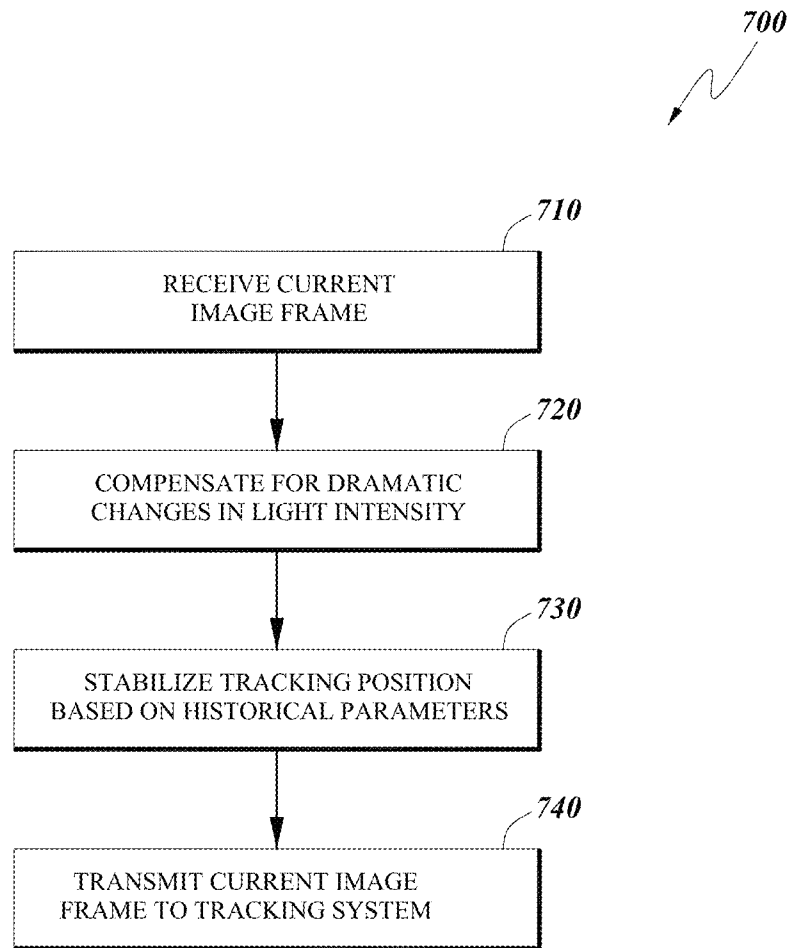 700
710
RECEIVE CURRENT
IMAGE FRAME
720
COMPENSATE FOR DRAMATIC
CHANGES IN LIGHT INTENSITY
730
STABILIZE TRACKING POSITION
BASED ON HISTORICAL PARAMETERS
740
TRANSMIT CURRENT IMAGE
FRAME TO TRACKING SYSTEM